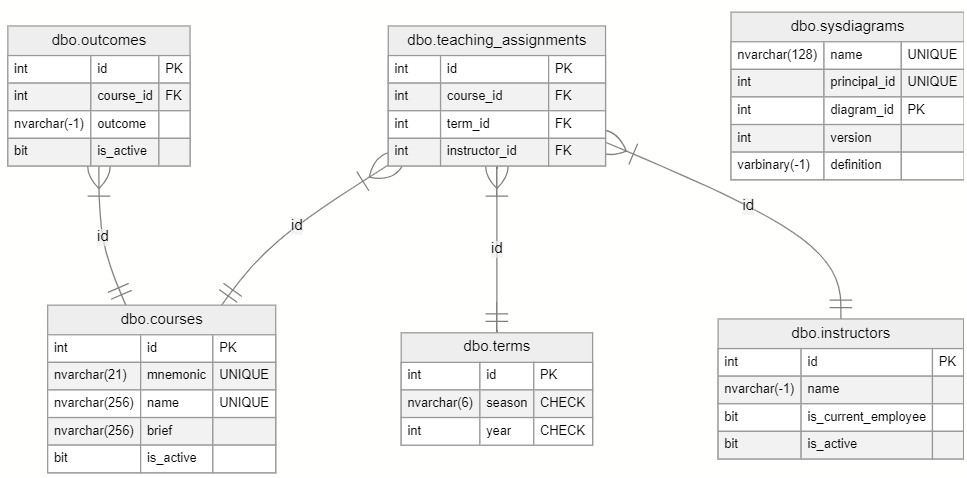 dbo.outcomes
int id PK
int course_id FK
nvarchar(-1) outcome
bit is_active
dbo.teaching_assignments
int id PK
int course_id FK
int term_id FK
int instructor_id FK
dbo.sysdiagrams
nvarchar(128) name UNIQUE
int principal_id UNIQUE
int diagram_id PK
int version
varbinary(-1) definition
id
id
id
id
dbo.courses
int id PK
nvarchar(21) mnemonic UNIQUE
nvarchar(256) name UNIQUE
nvarchar(256) brief
bit is_active
dbo.terms
int id PK
nvarchar(6) season CHECK
int year CHECK
dbo.instructors
int id PK
nvarchar(-1) name
bit is_current_employee
bit is_active